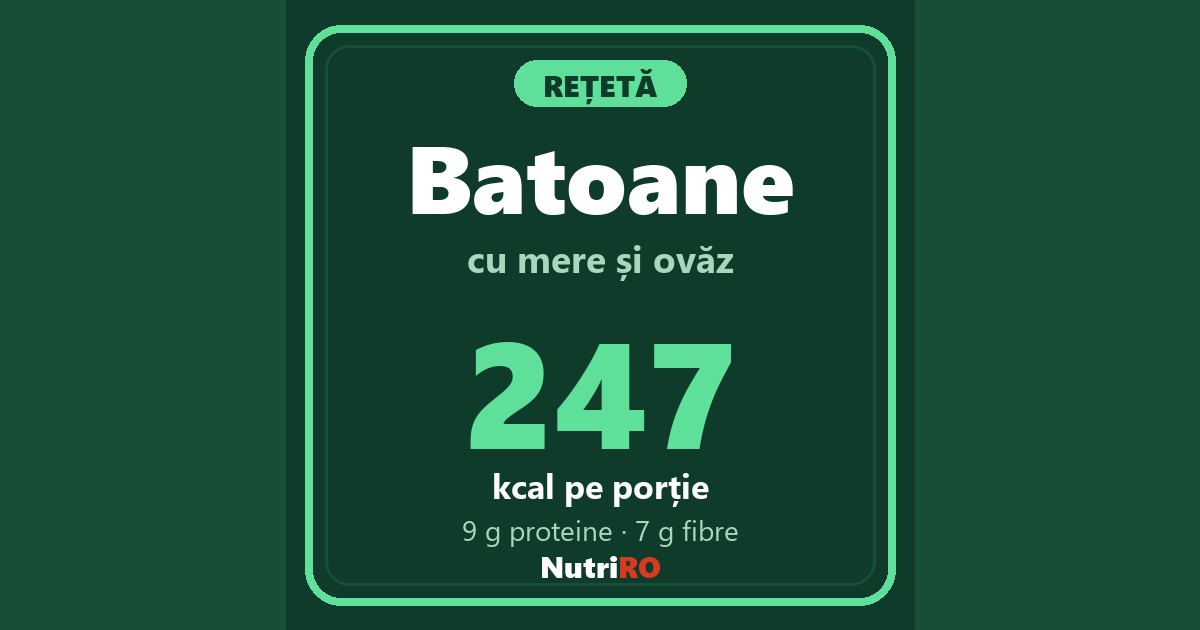 REȚETĂ
Batoane
cu mere și ovăz
247
kcal pe porție
9 g proteine · 7 g fibre
NutriRO